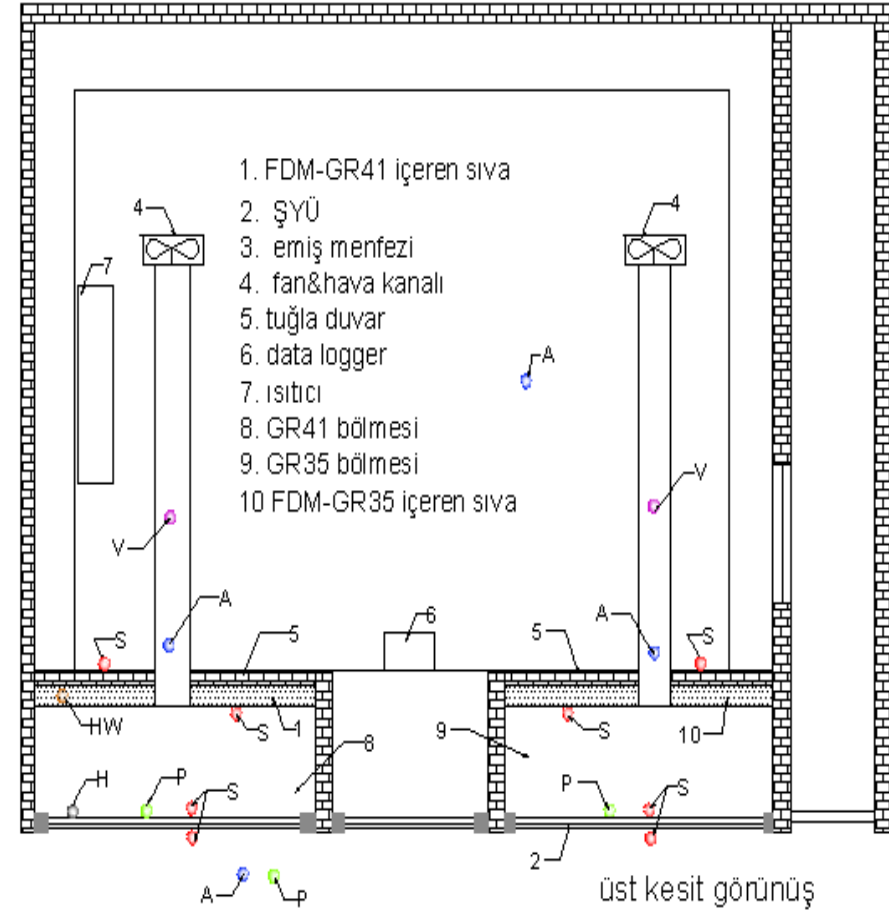 1. FDM-GR41 içeren sıva
2. ŞYÜ
3. emiş menfezi
4. fan&hava kanalı
5. tuğla duvar
6. data logger
7. ısıtıcı
8. GR41 bölmesi
9. GR35 bölmesi
10 FDM-GR35 içeren sıva
4
4
7
A
V
V
A
A
6
S
5
5
S
HW
S
1
8
9
S
10
H
P
S
P
S
2
A
P
üst kesit görünüş